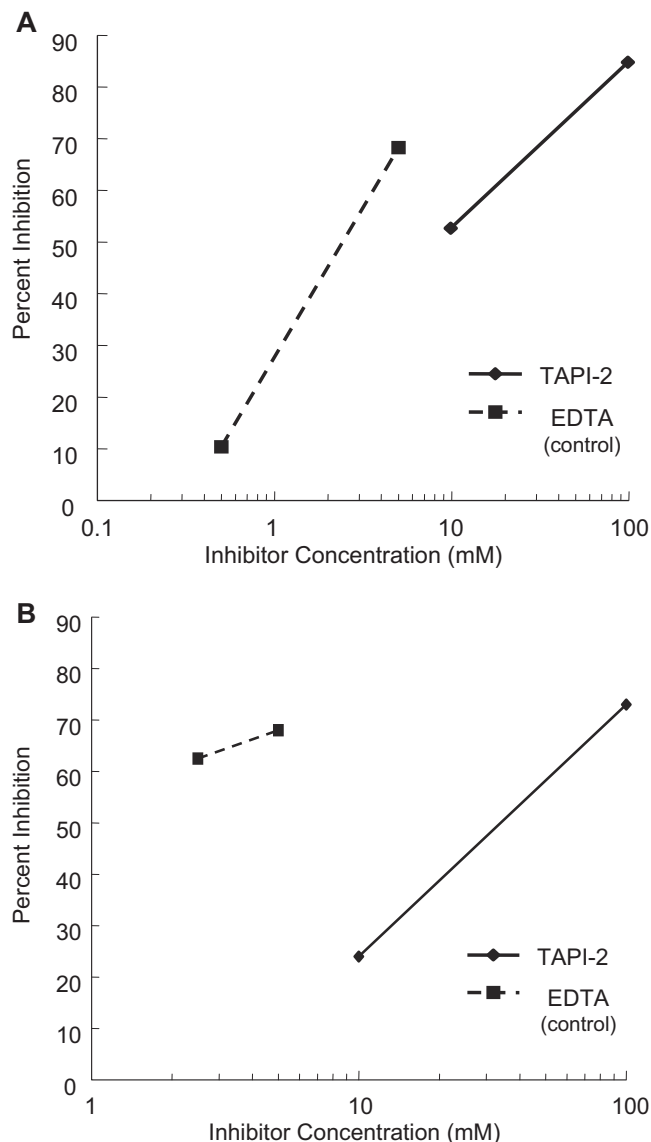 A
90
80
70
60
50
40
30
20
10
0
Percent Inhibition
0.1 1 10 100
Inhibitor Concentration (mM)
TAPI-2
EDTA
(control)
B
90
80
70
60
50
40
30
20
10
0
Percent Inhibition
1 10 100
Inhibitor Concentration (mM)
TAPI-2
EDTA
(control)